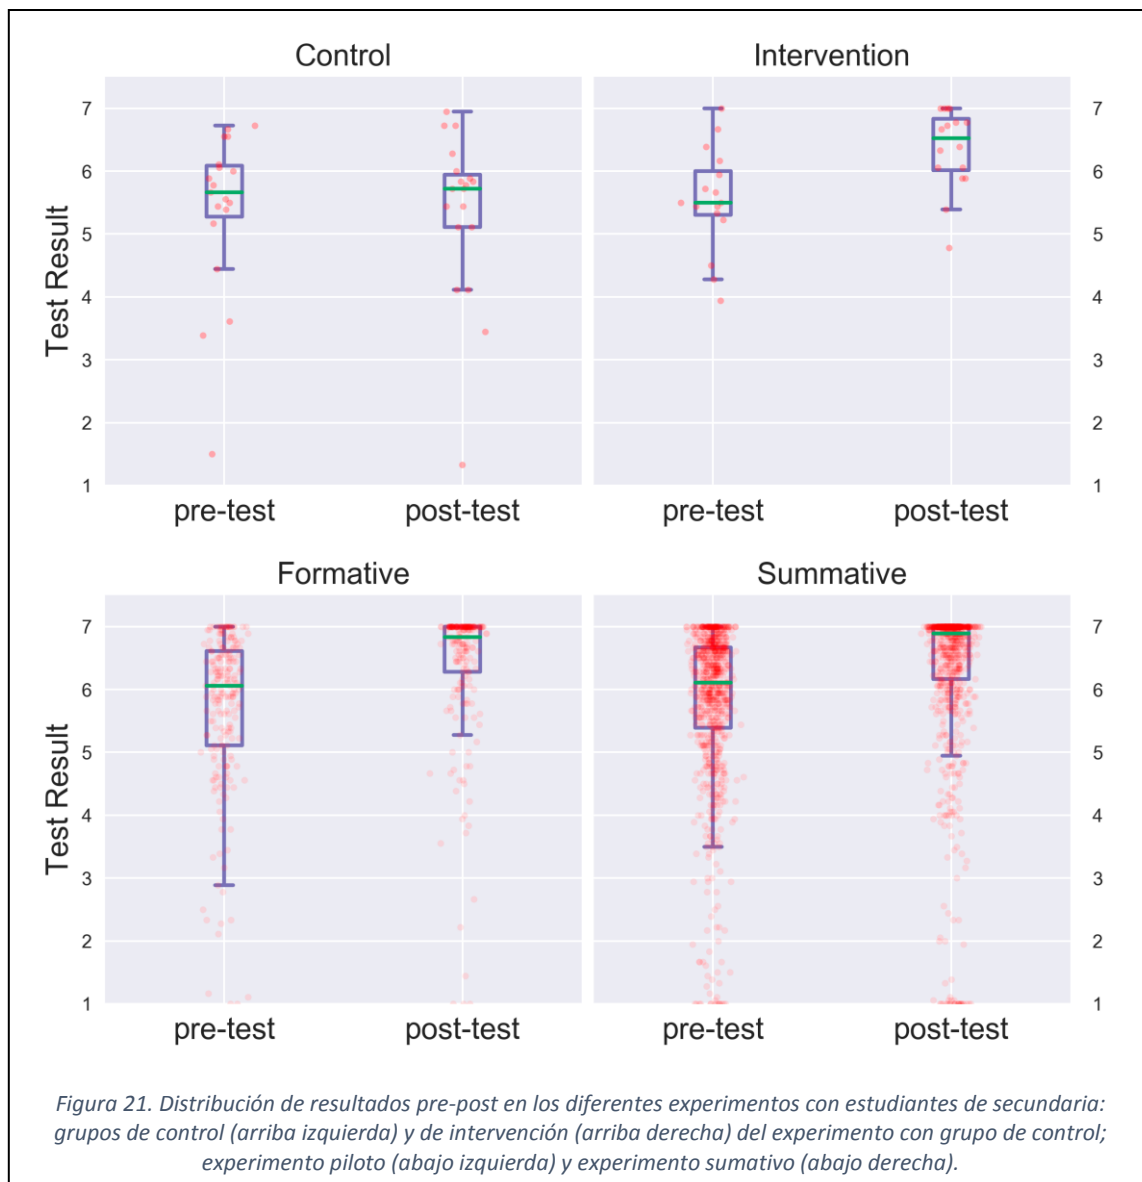 Control
Intervention
7
6
5
4
3
2
1
Test Result
7
6
5
4
3
2
1
pre-test
post-test
pre-test
post-test
Formative
Summative
7
6
5
4
3
2
1
Test Result
7
6
5
4
3
2
1
pre-test
post-test
pre-test
post-test
Figura 21. Distribución de resultados pre-post en los diferentes experimentos con estudiantes de secundaria:
grupos de control (arriba izquierda) y de intervención (arriba derecha) del experimento con grupo de control;
experimento piloto (abajo izquierda) y experimento sumativo (abajo derecha).